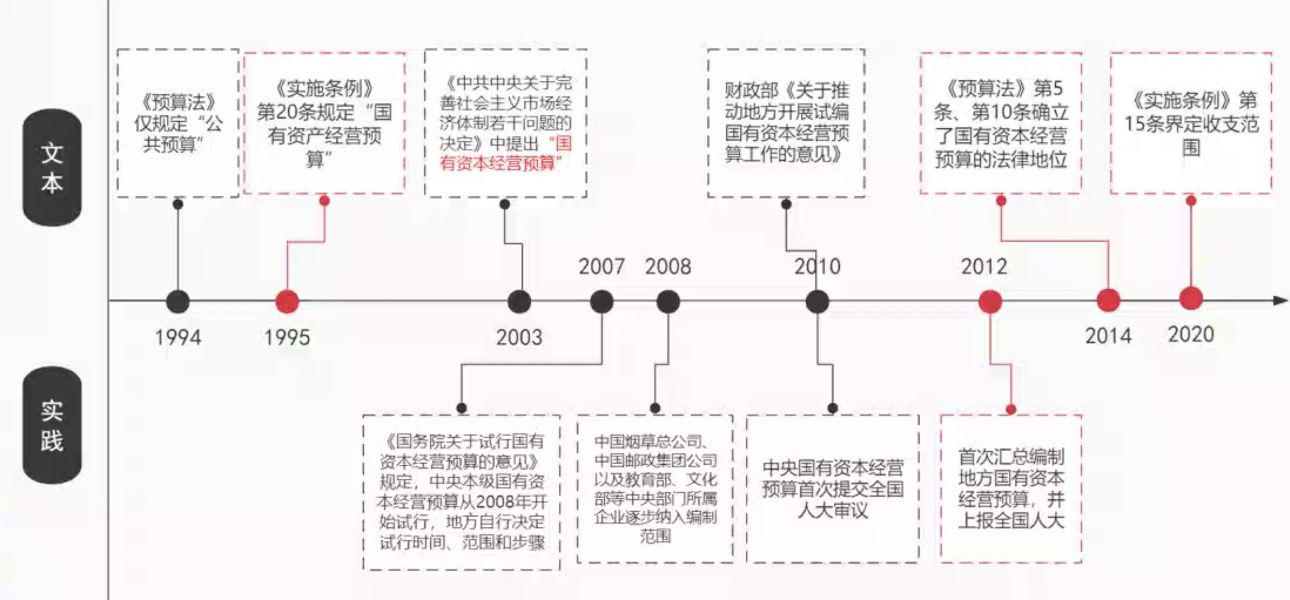 文
本
《预算法》
仅规定“公
共预算”
《实施条例》
第20条规定“国
有资产经营预
算”
《中共中央关于完
善社会主义市场经
济体制若干问题的
决定》中提出“国
有资本经营预算”
财政部《关于推
动地方开展试编
国有资本经营预
算工作的意见》
《预算法》第5
条、第10条确立
了国有资本经营
预算的法律地位
《实施条例》第
15条界定收支范
围
1994
1995
2003
2007
2008
2010
2012
2014
2020
实
践
《国务院关于试行国有
资本经营预算的意见》
规定，中央本级国有资
本经营预算从2008年开
始试行，地方自行决定
试行时间、范围和步骤
中国烟草总公司、
中国邮政集团公司
以及教育部、文化
部等中央部门所属
企业逐步纳入编制
范围
中央国有资本经营
预算首次提交全国
人大审议
首次汇总编制
地方国有资本
经营预算，并
上报全国人大